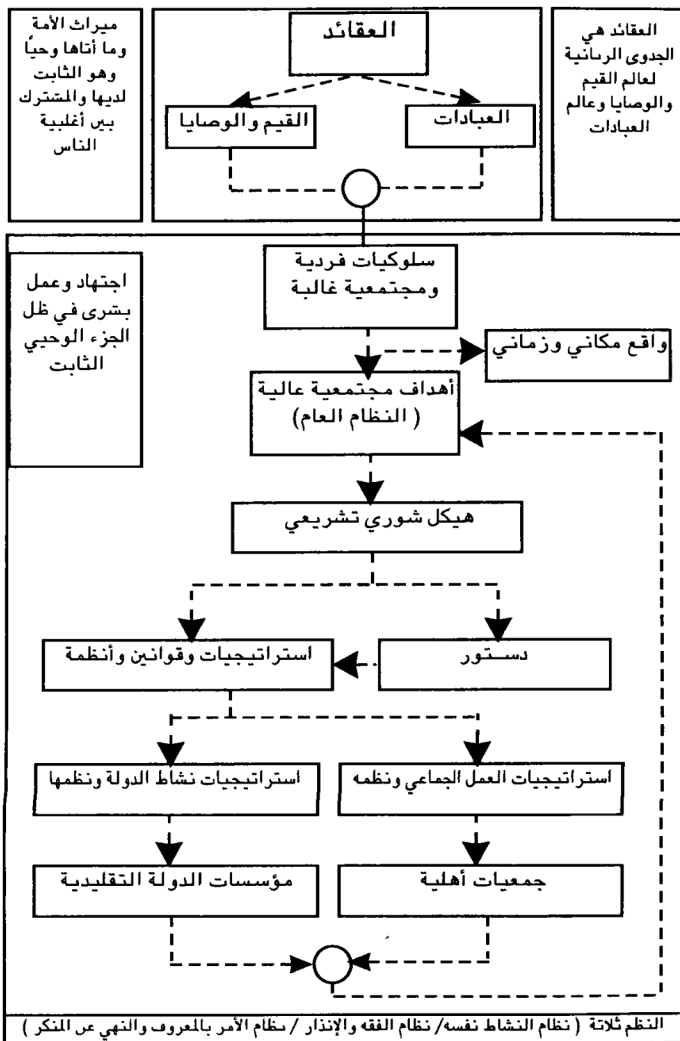 العقائد هي
الجدوى الربانية
لعالم القيم
والوصايا وعالم
العبادات
العقائد
العبادات
القيم والوصايا
ميراث الأمة
وما أتاها وحياً
وهو الثابت
لديها والمشترك
بين أغلبية
الناس
سلوكيات فردية
ومجتمعية غالبة
اجتهاد وعمل
بشرى في ظل
الجزء الوحيي
الثابت
واقع مكاني وزماني
أهداف مجتمعية عالية
( النظام العام)
هيكل شوري تشريعي
دستور
استراتيجيات وقوانين وأنظمة
استراتيجيات العمل الجماعي ونظمه
استراتيجيات نشاط الدولة ونظمها
جمعيات أهلية
مؤسسات الدولة التقليدية
النظم ثلاثة ( نظام النشاط نفسه/ نظام الفقه والإنذار / نظام الأمر بالمعروف والنهي عن المنكر )